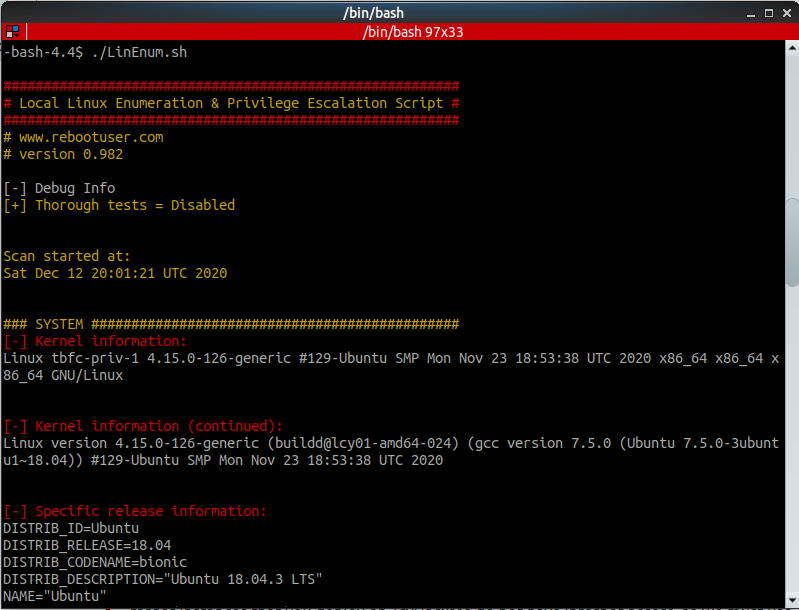 /bin/bash
/bin/bash 97x33
-bash-4.4$ ./LinEnum.sh
#########################################################
# Local Linux Enumeration & Privilege Escalation Script #
#########################################################
# www.rebootuser.com
# version 0.982
[-] Debug Info
[+] Thorough tests = Disabled
Scan started at:
Sat Dec 12 20:01:21 UTC 2020
### SYSTEM ##############################################
[-] Kernel information:
Linux tbfc-priv-1 4.15.0-126-generic #129-Ubuntu SMP Mon Nov 23 18:53:38 UTC 2020 x86_64 x86_64 x
86_64 GNU/Linux
[-] Kernel information (continued):
Linux version 4.15.0-126-generic (buildd@lcy01-amd64-024) (gcc version 7.5.0 (Ubuntu 7.5.0-3ubunt
u1~18.04)) #129-Ubuntu SMP Mon Nov 23 18:53:38 UTC 2020
[-] Specific release information:
DISTRIB_ID=Ubuntu
DISTRIB_RELEASE=18.04
DISTRIB_CODENAME=bionic
DISTRIB_DESCRIPTION="Ubuntu 18.04.3 LTS"
NAME="Ubuntu"